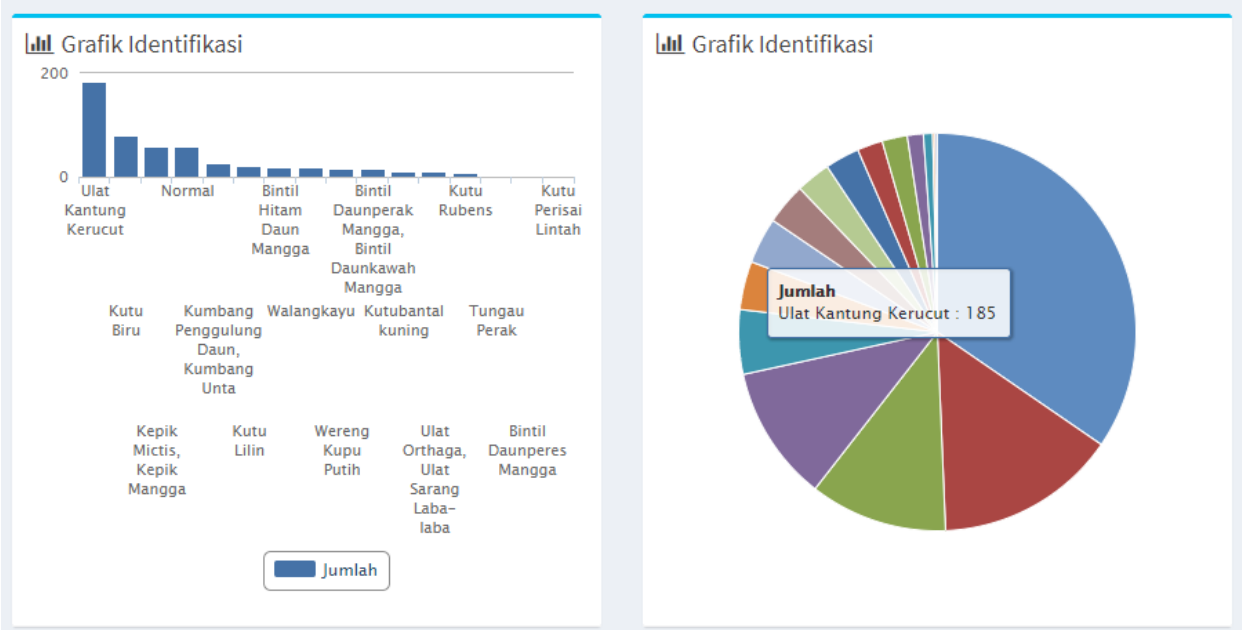 Grafik Identifikasi
200
0
Ulat
Kantung
Kerucut
Normal
Bintil
Hitam
Daun
Mangga
Bintil
Daunperak
Mangga,
Bintil
Daunkawah
Mangga
Kutu
Rubens
Kutu
Perisai
Lintah
Kutu
Biru
Kumbang
Penggulung
Daun,
Kumbang
Unta
Walangkayu
Kutubantal
kuning
Tungau
Perak
Kepik
Mictis,
Kepik
Mangga
Kutu
Lilin
Wereng
Kupu
Putih
Ulat
Orthaga,
Ulat
Sarang
Laba-
laba
Bintil
Daunperes
Mangga
Jumlah
Grafik Identifikasi
Jumlah
Ulat Kantung Kerucut : 185